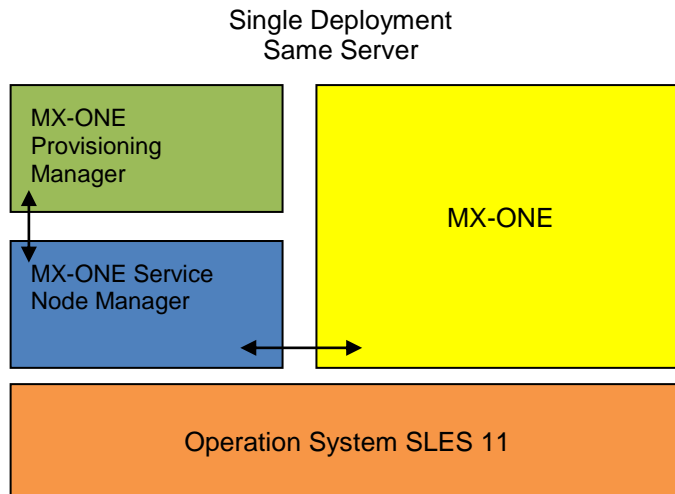 Single Deployment
Same Server
MX-ONE
Provisioning
Manager
MX-ONE
MX-ONE Service
Node Manager
Operation System SLES 11